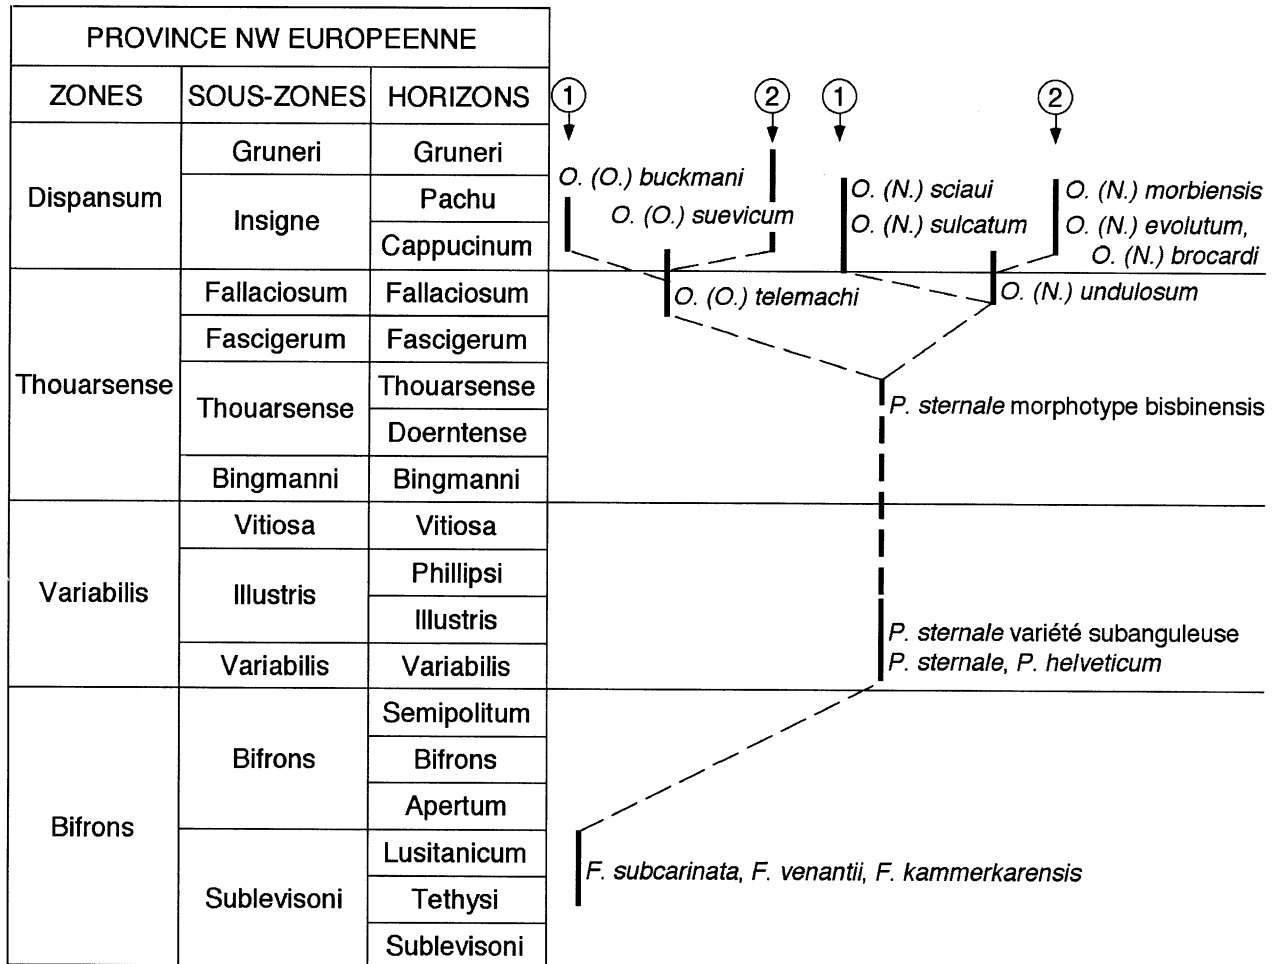 PROVINCE NW EUROPEENNE
ZONES SOUS-ZONES HORIZONS
1 2 1 2
Dispansum
Gruneri Gruneri
Insigne
Pachu
Cappucinum
O. (O.) buckmani
O. (O.) suevicum
O. (N.) sciaui
O. (N.) sulcatum
O. (N.) morbiensis
O. (N.) evolutum,
O. (N.) brocardi
Thouarsense
Fallaciosum Fallaciosum
O. (O.) telemachi
O. (N.) undulosum
Fascigerum Fascigerum
Thouarsense
Thouarsense
Doerntense
P. sternale morphotype bisbinensis
Bingmanni Bingmanni
Variabilis
Vitiosa Vitiosa
Illustris
Phillipsi
Illustris
Variabilis Variabilis
P. sternale variété subanguleuse
P. sternale, P. helveticum
Bifrons
Bifrons
Semipolitum
Bifrons
Apertum
Sublevisoni
Lusitanicum
Tethysi
Sublevisoni
F. subcarinata, F. venantii, F. kammerkarensis